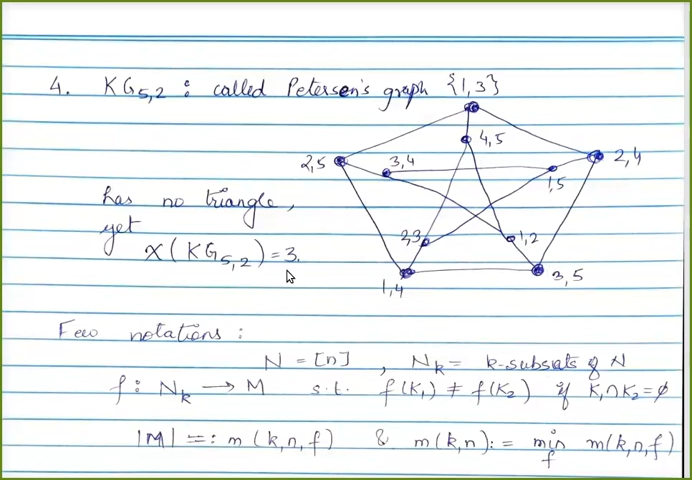 4. KG5,2 : called Petersen's graph {1,3}
4,5
2,5
3,4
2,4
1,5
has no triangle,
yet
2,3
1,2
χ(KG5,2) = 3.
1,4
3,5
Few notations :
N = [n] , Nk = k-subsets of N
f : Nk → M s.t. f(K1) ≠ f(K2) if K1 ∩ K2 = φ
|M| =: m(k,n,f) & m(k,n) := min m(k,n,f)
f